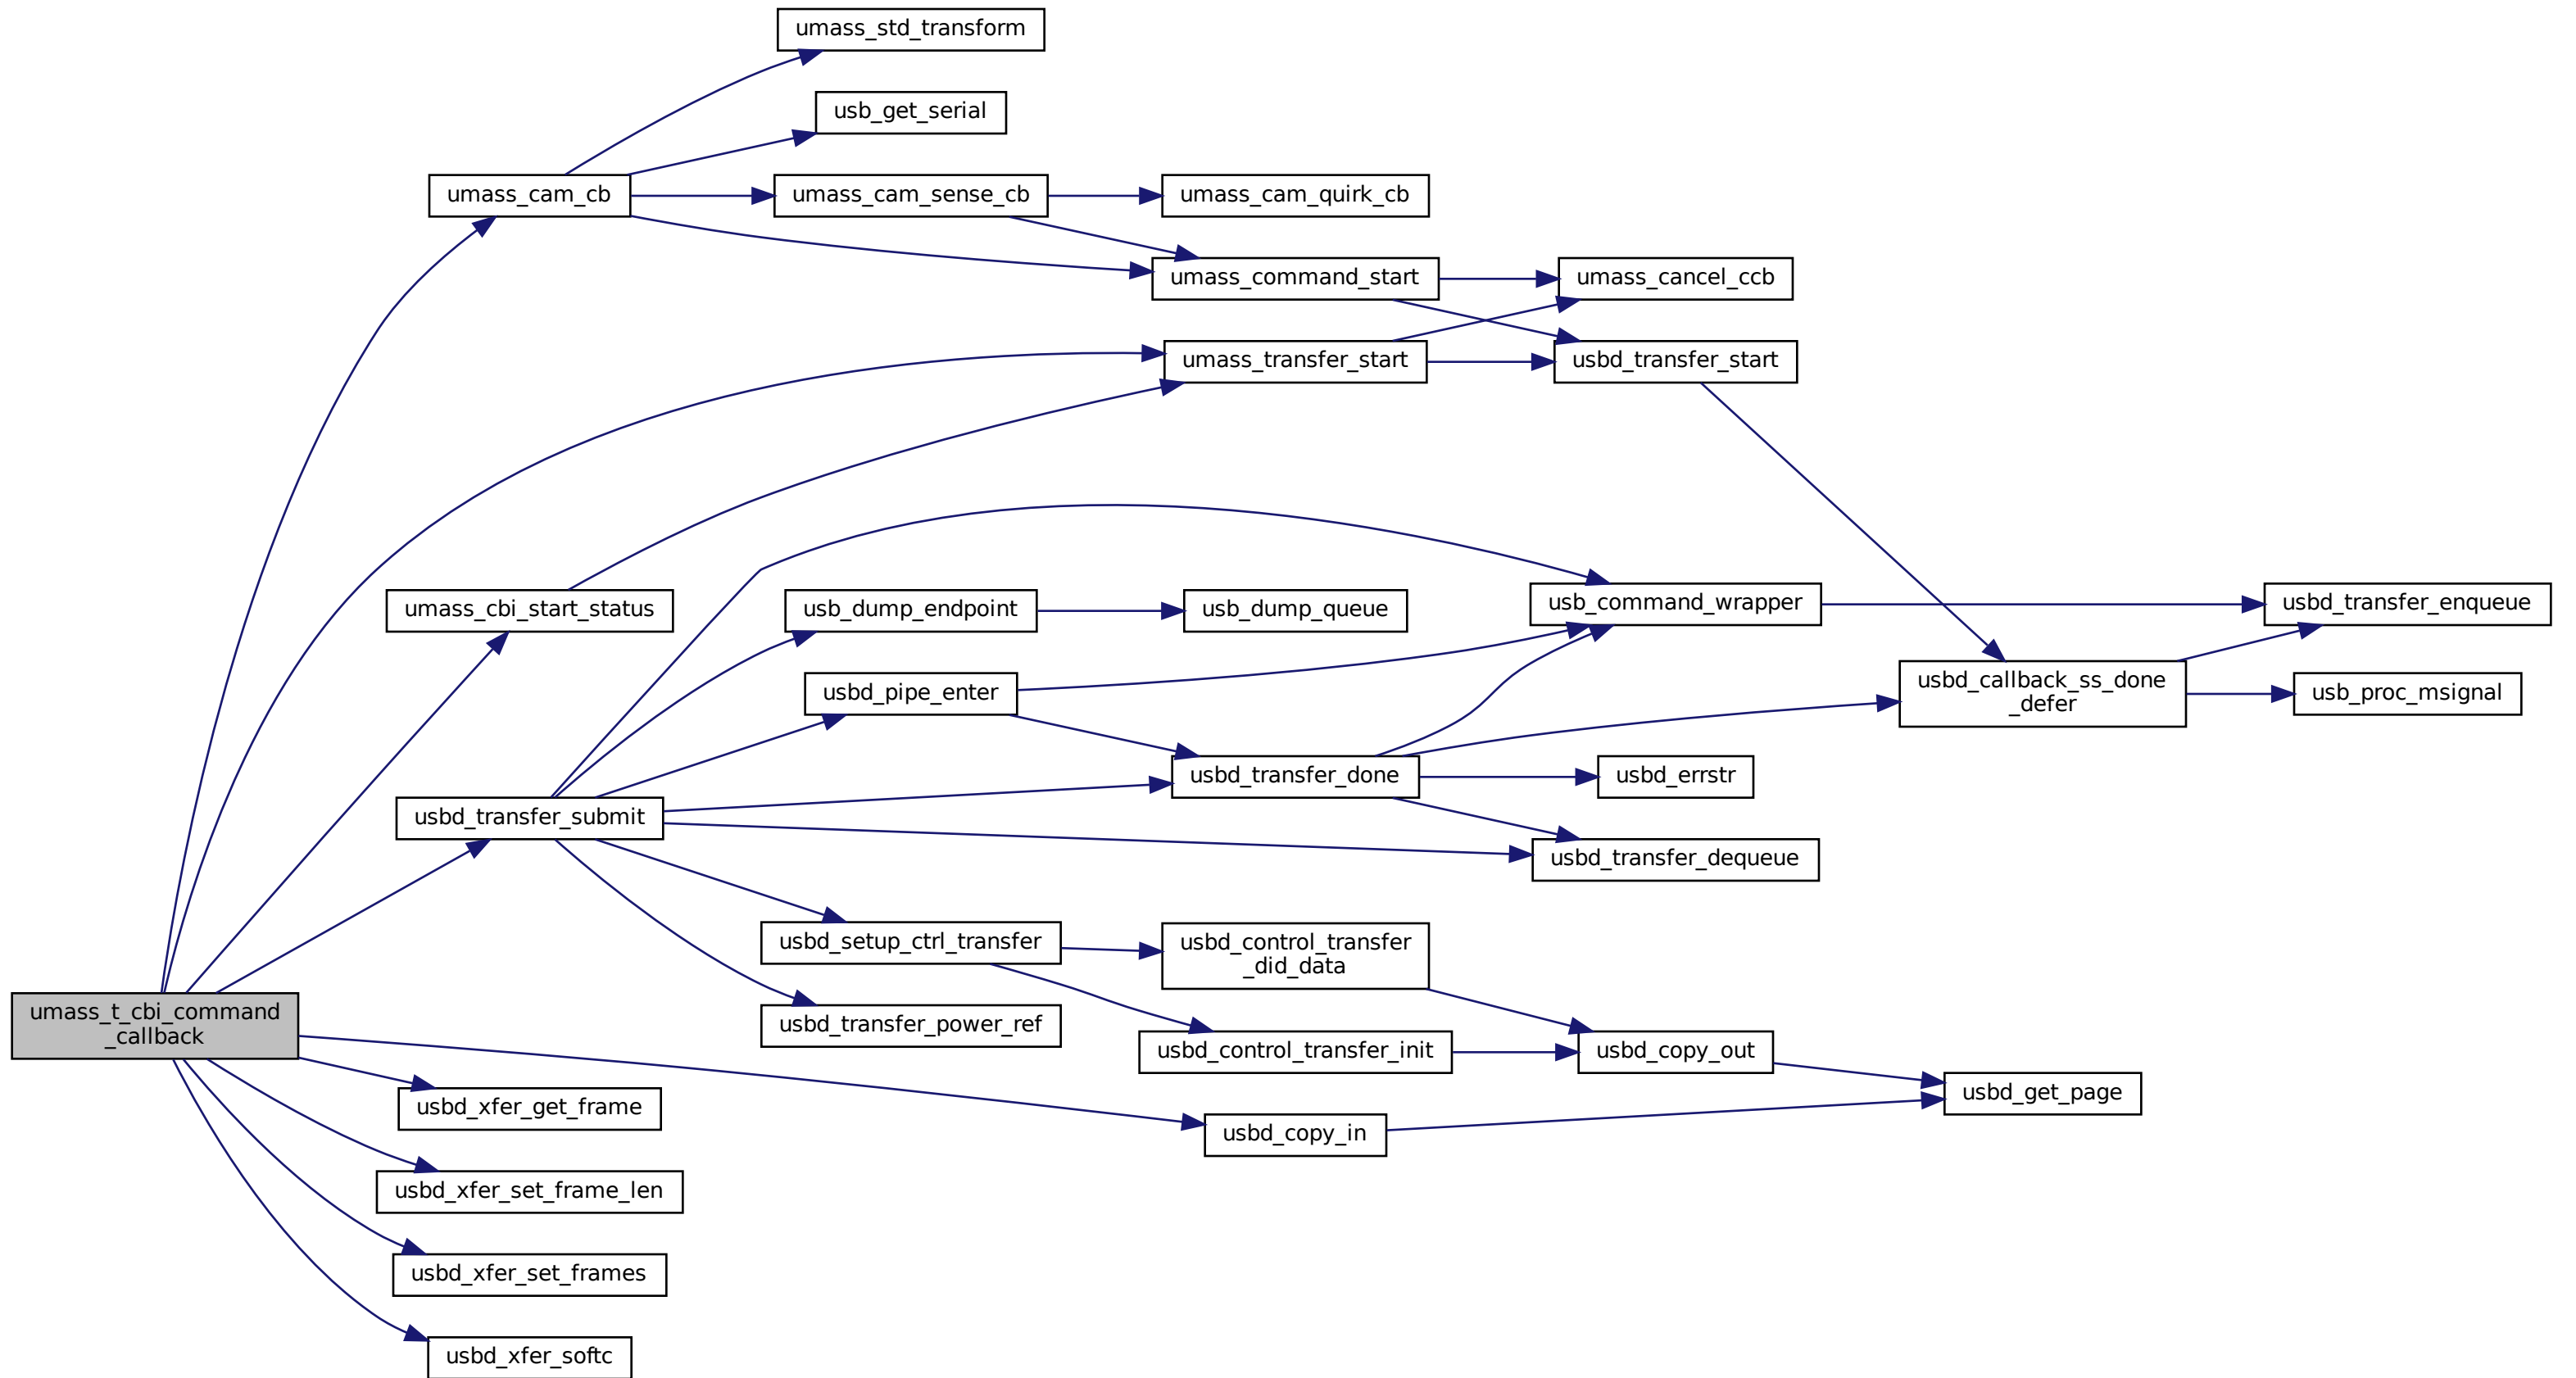 umass_std_transform
usb_get_serial
umass_cam_cb
umass_cam_sense_cb
umass_cam_quirk_cb
umass_command_start
umass_cancel_ccb
umass_transfer_start
usbd_transfer_start
umass_cbi_start_status
usb_dump_endpoint
usb_dump_queue
usb_command_wrapper
usbd_transfer_enqueue
usbd_pipe_enter
usbd_callback_ss_done
_defer
usb_proc_msignal
usbd_transfer_done
usbd_errstr
usbd_transfer_submit
usbd_transfer_dequeue
usbd_setup_ctrl_transfer
usbd_control_transfer
_did_data
umass_t_cbi_command
_callback
usbd_transfer_power_ref
usbd_control_transfer_init
usbd_copy_out
usbd_xfer_get_frame
usbd_get_page
usbd_copy_in
usbd_xfer_set_frame_len
usbd_xfer_set_frames
usbd_xfer_softc